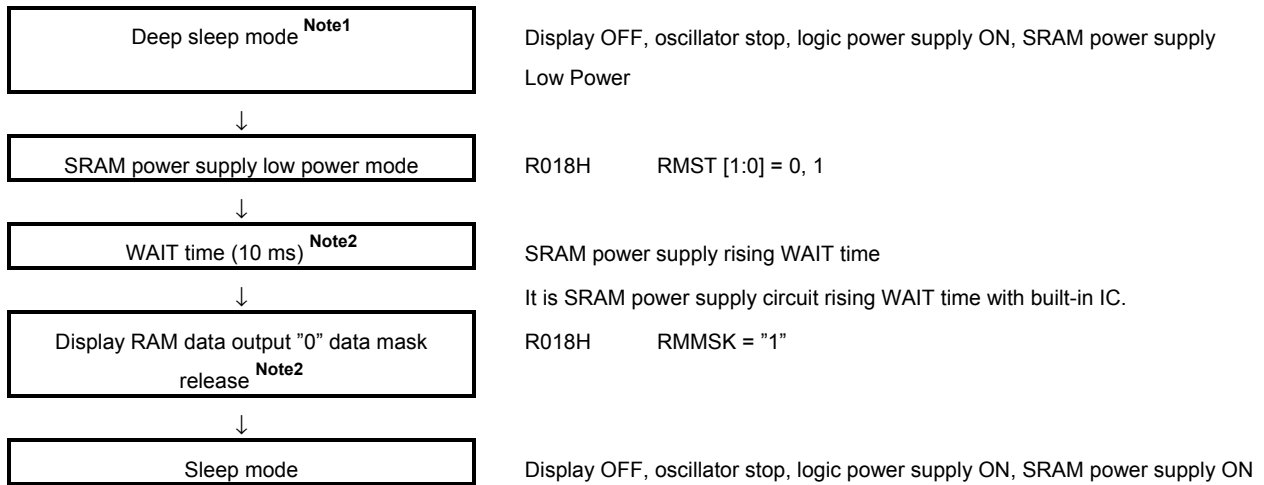 Deep sleep mode Note1
Display OFF, oscillator stop, logic power supply ON, SRAM power supply
Low Power
↓
SRAM power supply low power mode
R018H RMST [1:0] = 0, 1
↓
WAIT time (10 ms) Note2
SRAM power supply rising WAIT time
↓
It is SRAM power supply circuit rising WAIT time with built-in IC.
Display RAM data output ”0” data mask
release Note2
R018H RMMSK = ”1”
↓
Sleep mode
Display OFF, oscillator stop, logic power supply ON, SRAM power supply ON